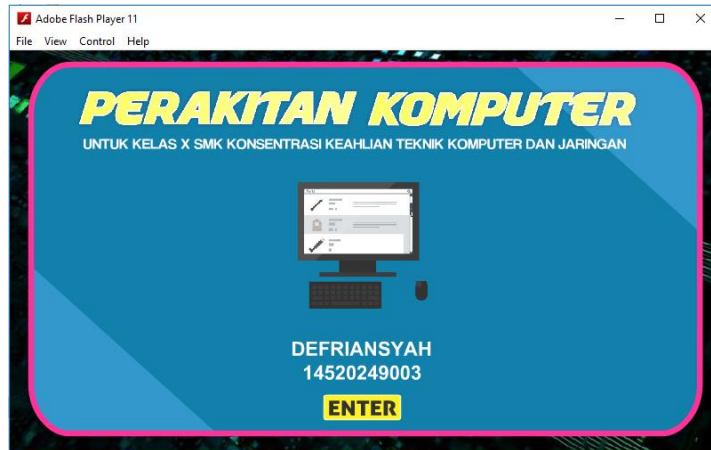 Adobe Flash Player 11
File View Control Help
PERAKITAN KOMPUTER
UNTUK KELAS X SMK KONSENTRASI KEAHLIAN TEKNIK KOMPUTER DAN JARINGAN
DEFRIANSYAH
14520249003
ENTER